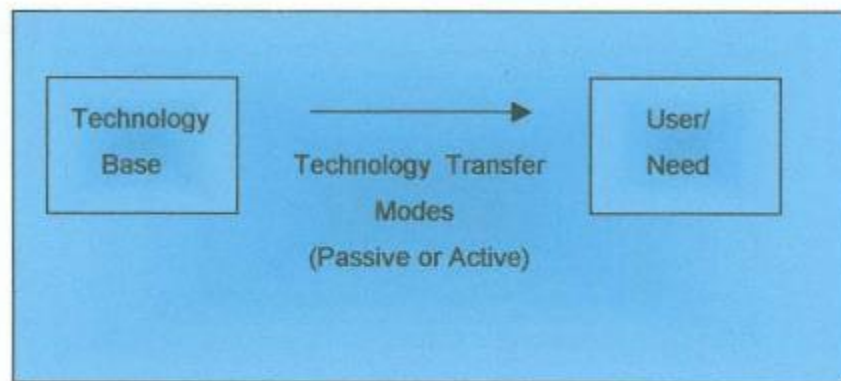 Technology
Base
Technology Transfer
Modes
(Passive or Active)
User/
Need